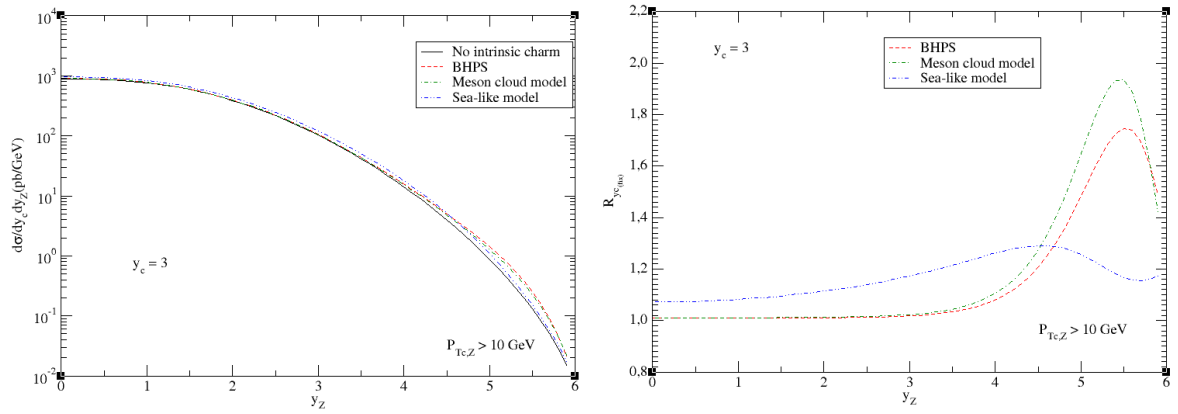 10^4
10^3
10^2
10^1
10^0
10^-1
10^-2
dσ/dy_c dy_Z (pb/GeV)
No intrinsic charm
BHPS
Meson cloud model
Sea-like model
y_c = 3
P_Tc,Z > 10 GeV
0 1 2 3 4 5 6
y_Z
2,2
2,0
1,8
1,6
1,4
1,2
1,0
0,8
R_yc(fix)
y_c = 3
BHPS
Meson cloud model
Sea-like model
P_Tc,Z > 10 GeV
0 1 2 3 4 5 6
y_Z